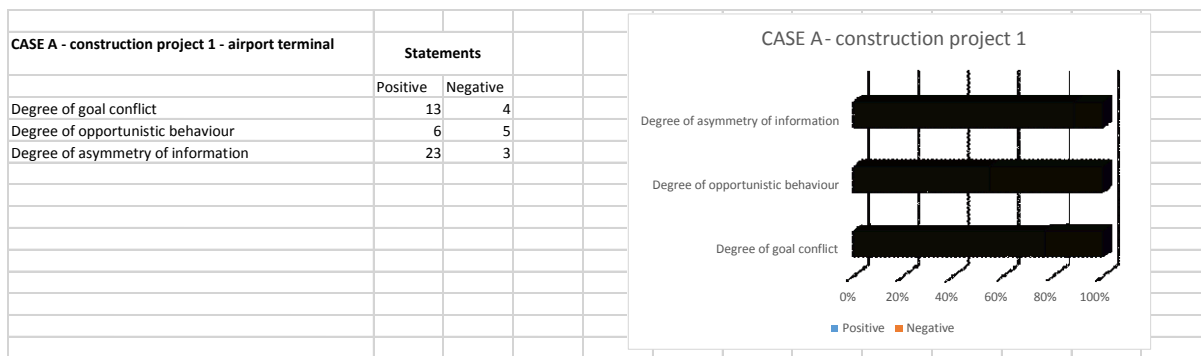 CASE A - construction project 1 - airport terminal
Statements
Positive Negative
Degree of goal conflict 13 4
Degree of opportunistic behaviour 6 5
Degree of asymmetry of information 23 3
CASE A - construction project 1
Degree of asymmetry of information
Degree of opportunistic behaviour
Degree of goal conflict
0% 20% 40% 60% 80% 100%
Positive Negative